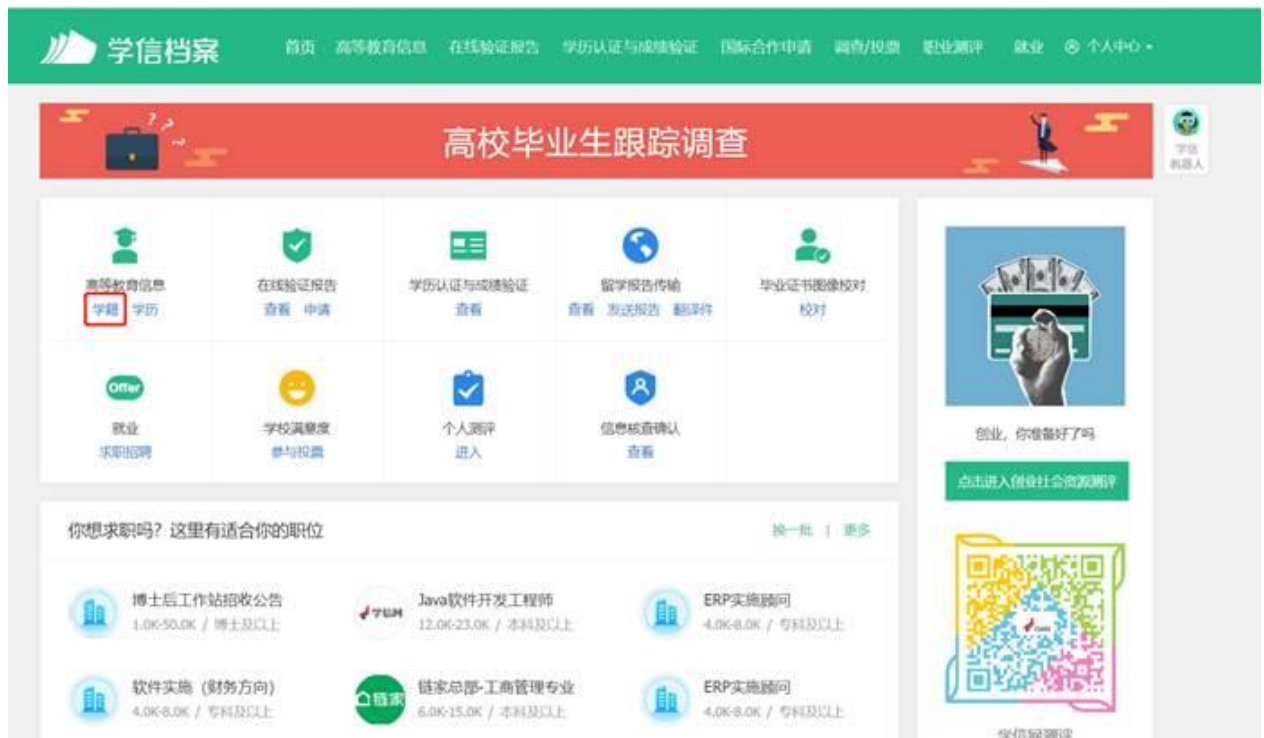 学信档案
首页 高等教育信息 在线验证报告 学历认证与成绩验证 国际合作申请 调查/投票 职业测评 就业 个人中心
高校毕业生跟踪调查
学信
机器人
高等教育信息 在线验证报告 学历认证与成绩验证 留学报告传输 毕业证书图像校对
学籍 学历 查看 申请 查看 查看 发送报告 翻译件 校对
Offer
就业 学校满意度 个人测评 信息核查确认
求职招聘 参与投票 进入 查看
创业，你准备好了吗
点击进入创业社会资源测评
你想求职吗？这里有适合你的职位 换一批 | 更多
博士后工作站招收公告 Java软件开发工程师 ERP实施顾问
1.0K-50.0K / 博士及以上 学信网 12.0K-23.0K / 本科及以上 4.0K-8.0K / 专科及以上
软件实施（财务方向） 链家总部-工商管理专业 ERP实施顾问
4.0K-8.0K / 专科及以上 链家 6.0K-15.0K / 本科及以上 4.0K-8.0K / 专科及以上